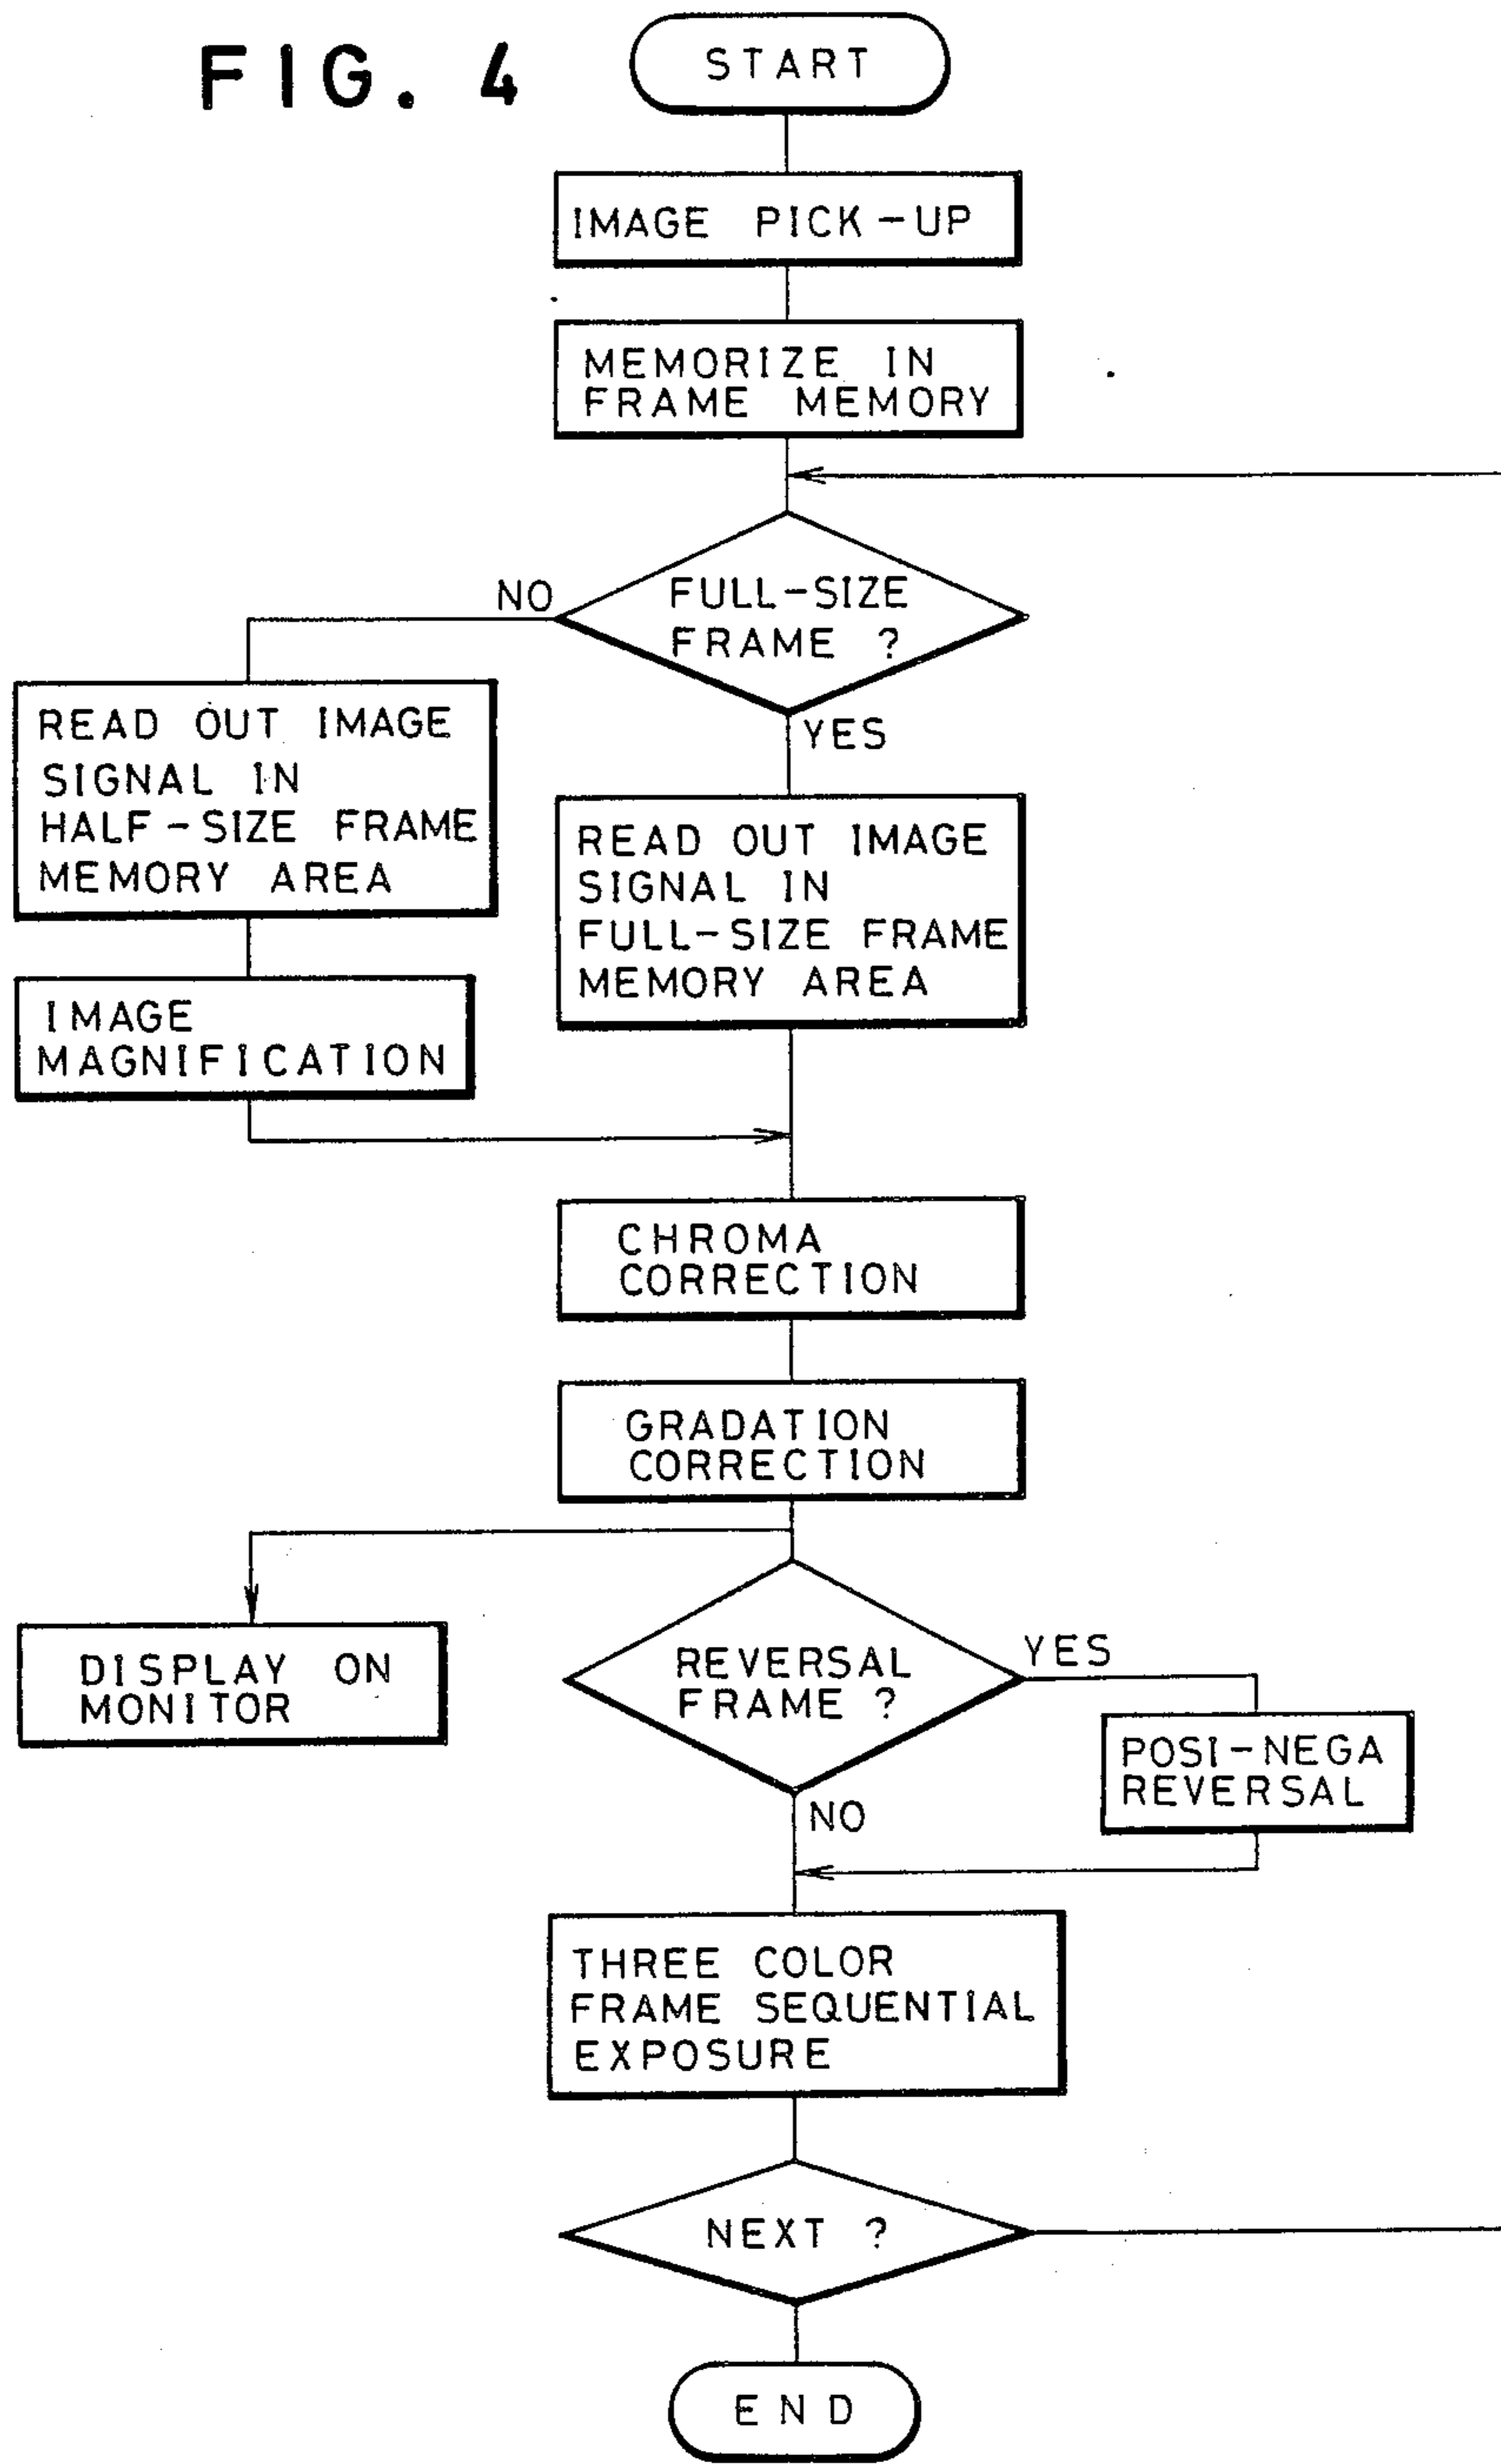 FIG. 4
START
IMAGE PICK-UP
MEMORIZE IN
FRAME MEMORY
FULL-SIZE
FRAME ?
NO
YES
READ OUT IMAGE
SIGNAL IN
HALF-SIZE FRAME
MEMORY AREA
READ OUT IMAGE
SIGNAL IN
FULL-SIZE FRAME
MEMORY AREA
IMAGE
MAGNIFICATION
CHROMA
CORRECTION
GRADATION
CORRECTION
DISPLAY ON
MONITOR
REVERSAL
FRAME ?
YES
POSI-NEGA
REVERSAL
NO
THREE COLOR
FRAME SEQUENTIAL
EXPOSURE
NEXT ?
END